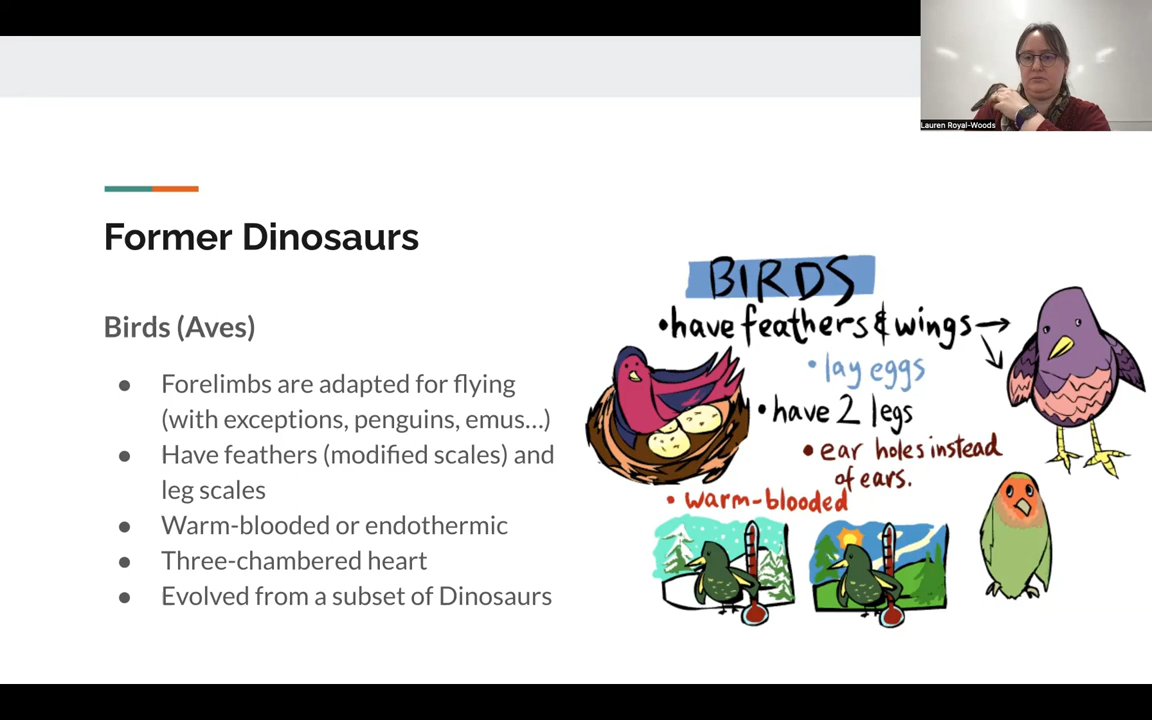 Lauren Royal-Woods
Former Dinosaurs
Birds (Aves)
● Forelimbs are adapted for flying
(with exceptions, penguins, emus...)
● Have feathers (modified scales) and
leg scales
● Warm-blooded or endothermic
● Three-chambered heart
● Evolved from a subset of Dinosaurs
BIRDS
•have feathers & wings→
•lay eggs
•have 2 legs
•ear holes instead
of ears.
•warm-blooded